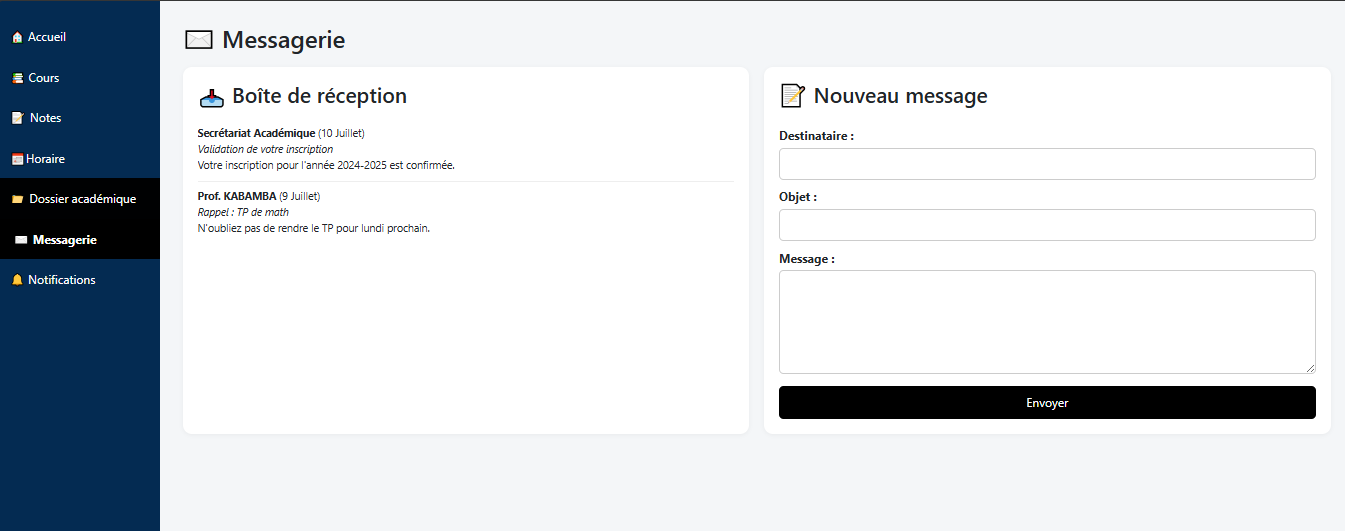 Accueil
Cours
Notes
Horaire
Dossier académique
Messagerie
Notifications
Messagerie
Boîte de réception
Secrétariat Académique (10 Juillet)
Validation de votre inscription
Votre inscription pour l'année 2024-2025 est confirmée.
Prof. KABAMBA (9 Juillet)
Rappel : TP de math
N'oubliez pas de rendre le TP pour lundi prochain.
Nouveau message
Destinataire :
Objet :
Message :
Envoyer